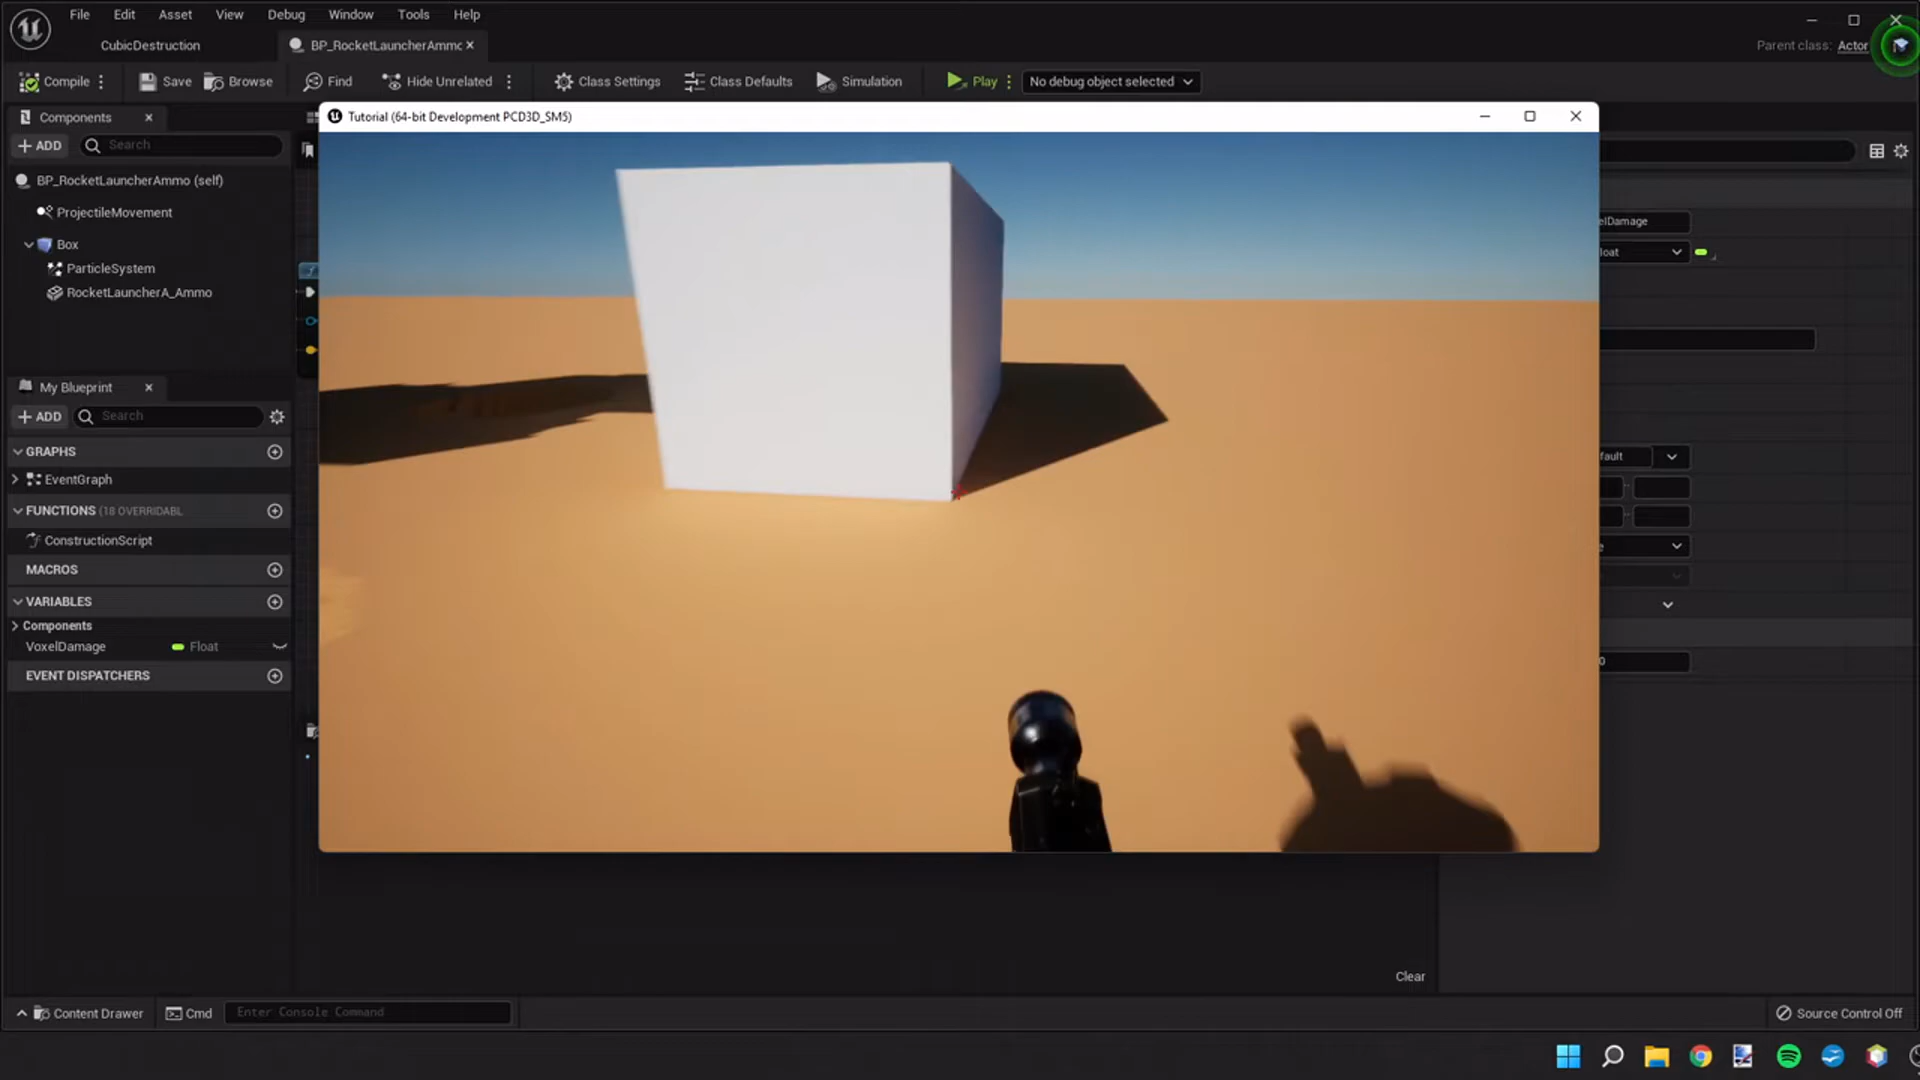 File Edit Asset View Debug Window Tools Help
CubicDestruction
BP_RocketLauncherAmmc
Parent class: Actor
Compile
Save
Browse
Find
Hide Unrelated
Class Settings
Class Defaults
Simulation
Play
No debug object selected
Components
Tutorial (64-bit Development PCD3D_SM5)
+ ADD
Search
BP_RocketLauncherAmmo (self)
ProjectileMovement
elDamage
Box
loat
ParticleSystem
RocketLauncherA_Ammo
My Blueprint
+ ADD
Search
GRAPHS
fault
EventGraph
FUNCTIONS (18 OVERRIDABL
ConstructionScript
MACROS
VARIABLES
Components
VoxelDamage Float
0
EVENT DISPATCHERS
Clear
Content Drawer
Cmd
Enter Console Command
Source Control Off